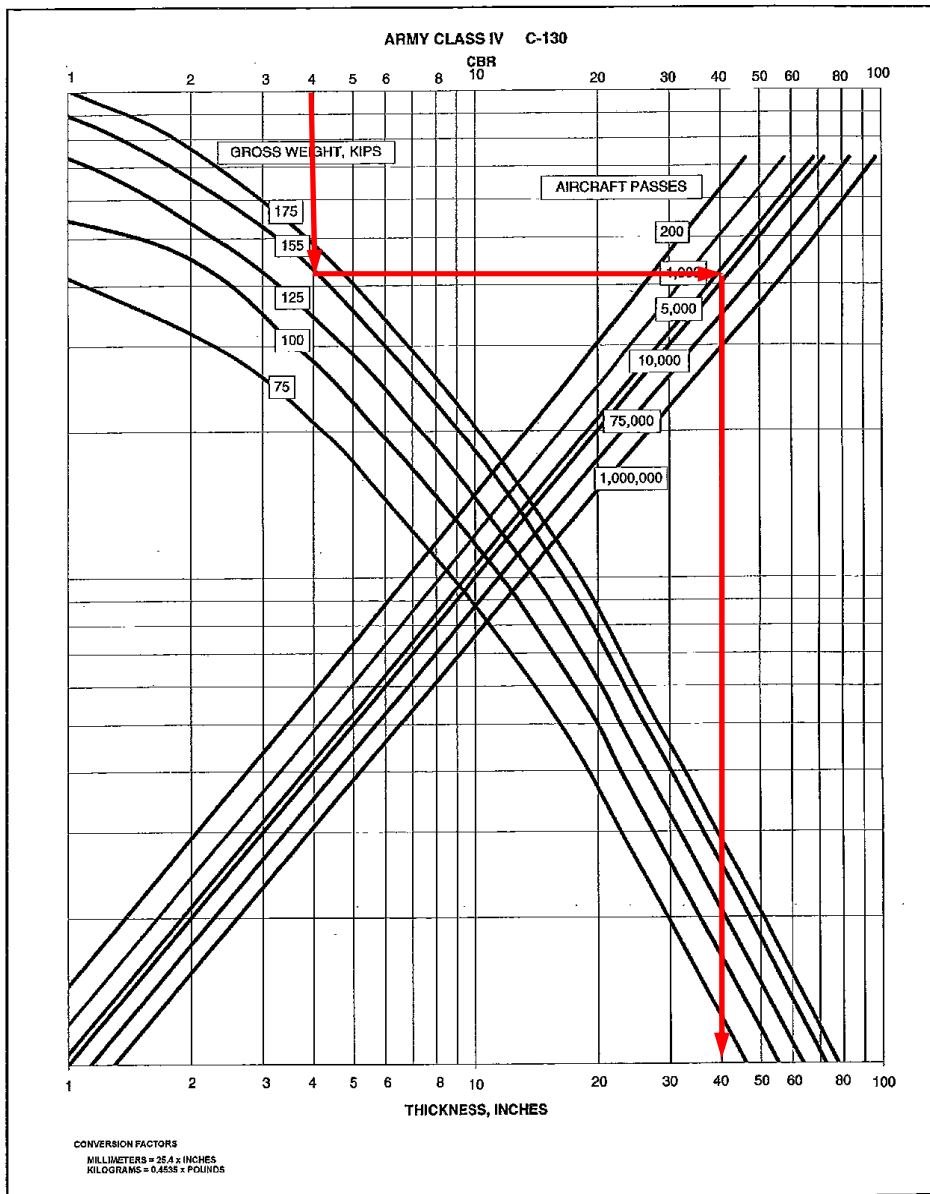 ARMY CLASS IV C-130
CBR
1 2 3 4 5 6 8 10 20 30 40 50 60 80 100
GROSS WEIGHT, KIPS
AIRCRAFT PASSES
175
200
155
1,000
125
5,000
100
10,000
75
75,000
1,000,000
1 2 3 4 5 6 8 10 20 30 40 50 60 80 100
THICKNESS, INCHES
CONVERSION FACTORS
MILLIMETERS = 25.4 x INCHES
KILOGRAMS = 0.4535 x POUNDS